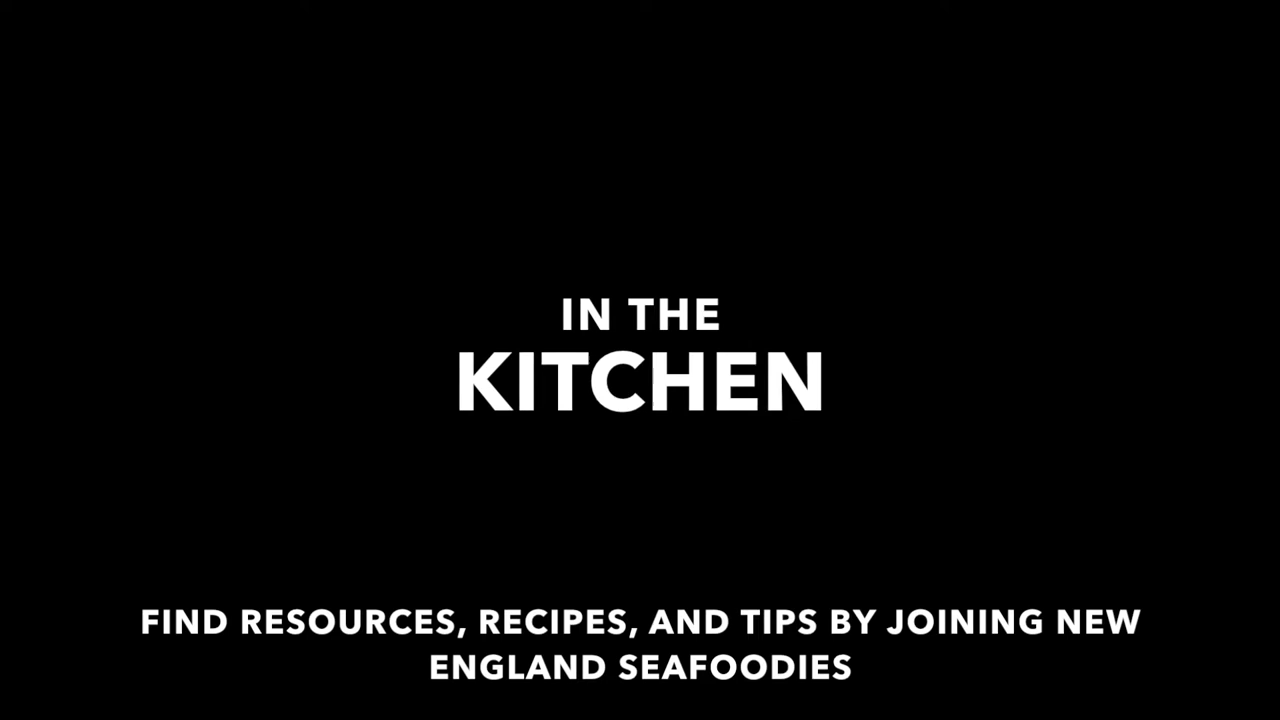 IN THE
KITCHEN
FIND RESOURCES, RECIPES, AND TIPS BY JOINING NEW
ENGLAND SEAFOODIES